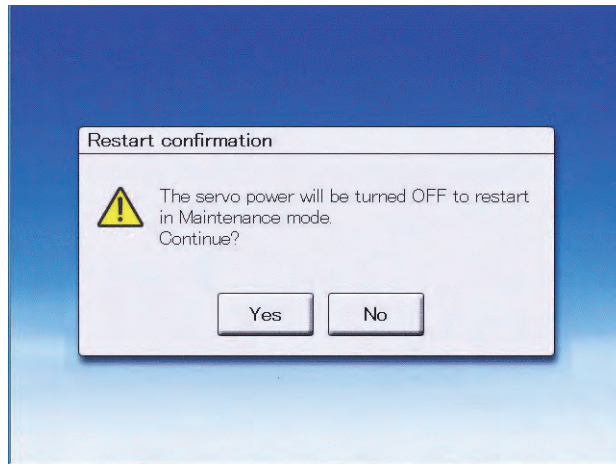 Restart confirmation
The servo power will be turned OFF to restart
in Maintenance mode.
Continue?
Yes
No